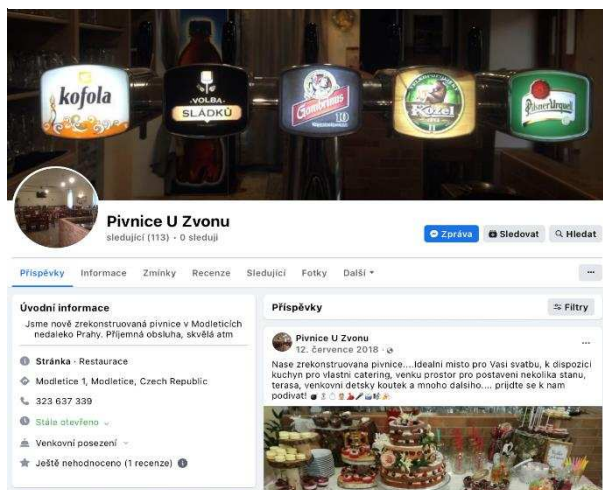 kofola
VOLBA
SLÁDKŮ
Gambrinus
10
Kozel
Pilsner Urquell
Pivnice U Zvonu
sledující (113) · 0 sleduji
Zpráva
Sledovat
Hledat
Příspěvky Informace Zmínky Recenze Sledující Fotky Další
Úvodní informace
Jsme nově zrekonstruovaná pivnice v Modleticích
nedaleko Prahy. Příjemná obsluha, skvělá atm
Stránka · Restaurace
Modletice 1, Modletice, Czech Republic
323 637 339
Stále otevřeno
Venkovní posezení
Ještě nehodnoceno (1 recenze)
Příspěvky
Filtry
Pivnice U Zvonu
12. července 2018
Nase zrekonstruovana pivnice....Idealni misto pro Vasi svatbu, k dispozici
kuchyn pro vlastni catering, venku prostor pro postaveni nekolika stanu,
terasa, venkovni detsky koutek a mnoho dalsiho.... prijdte se k nam
podivat!